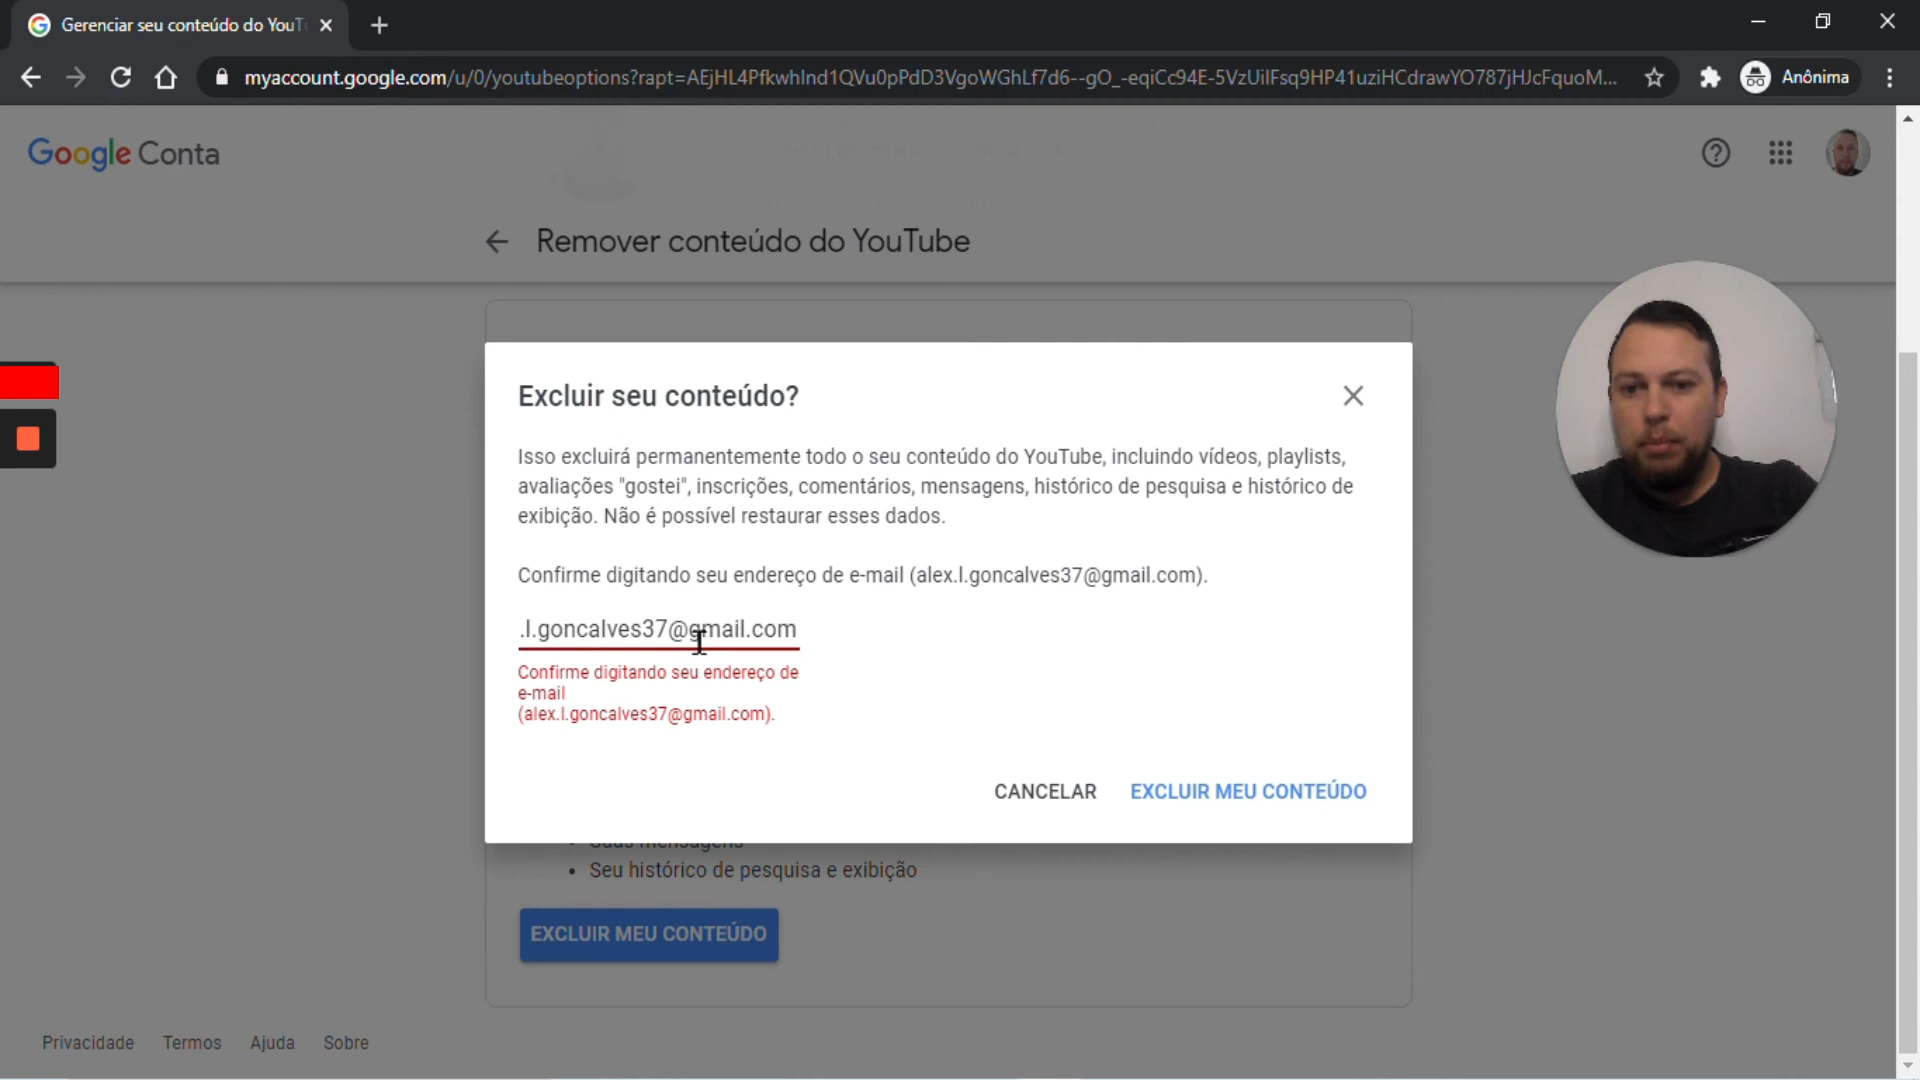 Gerenciar seu conteúdo do YouT
myaccount.google.com/u/0/youtubeoptions?rapt=AEjHL4PfkwhInd1QVu0pPdD3VgoWGhLf7d6--gO_-eqiCc94E-5VzUiIFsq9HP41uziHCdrawYO787jHJcFquoM...
Anônima
Google Conta
Remover conteúdo do YouTube
Excluir seu conteúdo?
Isso excluirá permanentemente todo o seu conteúdo do YouTube, incluindo vídeos, playlists,
avaliações "gostei", inscrições, comentários, mensagens, histórico de pesquisa e histórico de
exibição. Não é possível restaurar esses dados.
Confirme digitando seu endereço de e-mail (alex.l.goncalves37@gmail.com).
.l.goncalves37@gmail.com
Confirme digitando seu endereço de
e-mail
(alex.l.goncalves37@gmail.com).
CANCELAR EXCLUIR MEU CONTEÚDO
Suas mensagens
• Seu histórico de pesquisa e exibição
EXCLUIR MEU CONTEÚDO
Privacidade Termos Ajuda Sobre